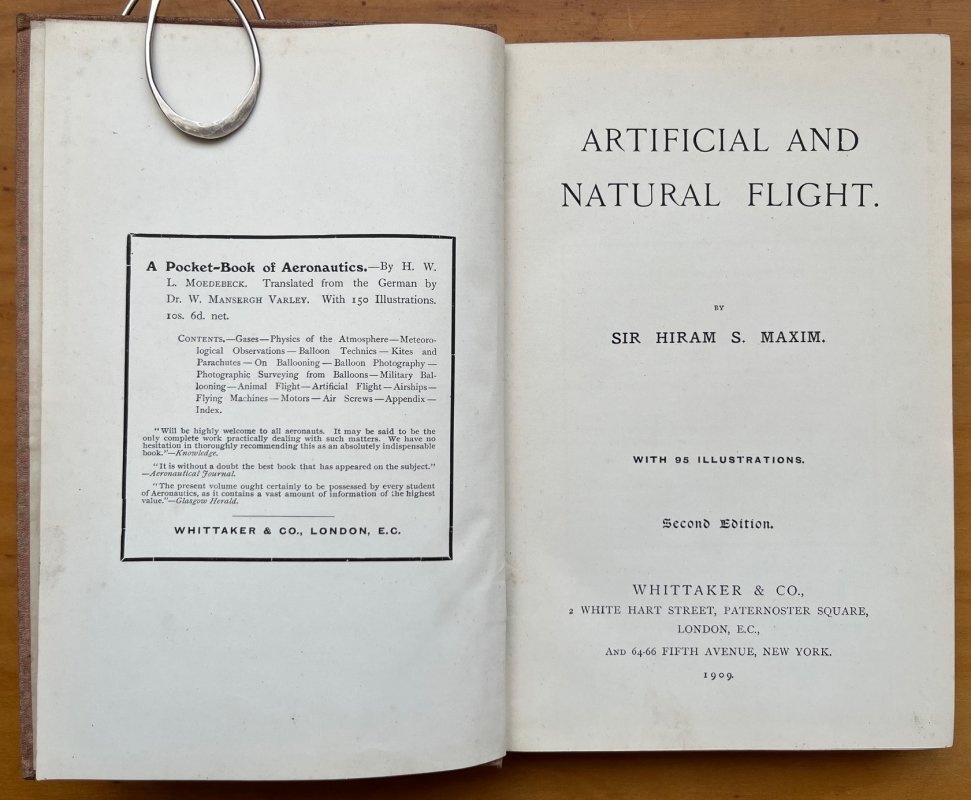 A Pocket-Book of Aeronautics.—By H. W.
L. MOEDEBECK. Translated from the German by
Dr. W. MANSERGH VARLEY. With 150 Illustrations.
10s. 6d. net.
CONTENTS.—Gases—Physics of the Atmosphere—Meteoro-
logical Observations—Balloon Technics—Kites and
Parachutes—On Ballooning—Balloon Photography—
Photographic Surveying from Balloons—Military Bal-
looning—Animal Flight—Artificial Flight—Airships—
Flying Machines—Motors—Air Screws—Appendix—
Index.
"Will be highly welcome to all aeronauts. It may be said to be the
only complete work practically dealing with such matters. We have no
hesitation in thoroughly recommending this as an absolutely indispensable
book."—Knowledge.
"It is without a doubt the best book that has appeared on the subject."
—Aeronautical Journal.
"The present volume ought certainly to be possessed by every student
of Aeronautics, as it contains a vast amount of information of the highest
value."—Glasgow Herald.
WHITTAKER & CO., LONDON, E.C.
ARTIFICIAL AND
NATURAL FLIGHT.
BY
SIR HIRAM S. MAXIM.
WITH 95 ILLUSTRATIONS.
Second Edition.
WHITTAKER & CO.,
2 WHITE HART STREET, PATERNOSTER SQUARE,
LONDON, E.C.,
AND 64-66 FIFTH AVENUE, NEW YORK.
1909.